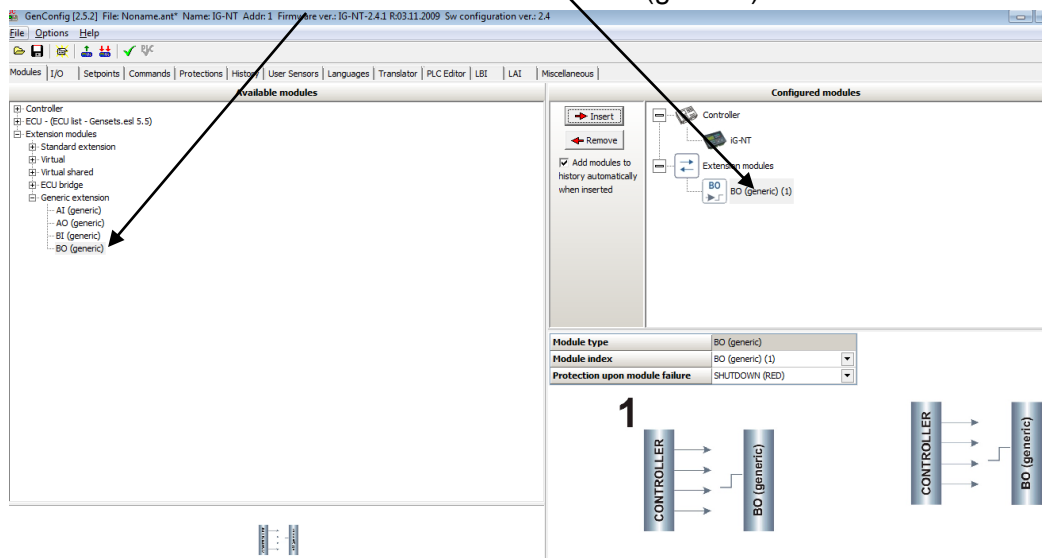 (g
GenConfig [2.5.2] File: Noname.ant* Name: IG-NT Addr: 1 Firmware ver.: IG-NT-2.4.1 R:03.11.2009 Sw configuration ver.: 2.4
File Options Help
Modules I/O Setpoints Commands Protections History User Sensors Languages Translator PLC Editor LBI LAI Miscellaneous
Available modules
Controller
ECU - (ECU list - Gensets.esl 5.5)
Extension modules
Standard extension
Virtual
Virtual shared
ECU bridge
Generic extension
AI (generic)
AO (generic)
BI (generic)
BO (generic)
Configured modules
Insert
Remove
Add modules to
history automatically
when inserted
Controller
iG-NT
Extension modules
BO
BO (generic) (1)
Module type BO (generic)
Module index BO (generic) (1)
Protection upon module failure SHUTDOWN (RED)
1
CONTROLLER
BO (generic)
CONTROLLER
BO (generic)